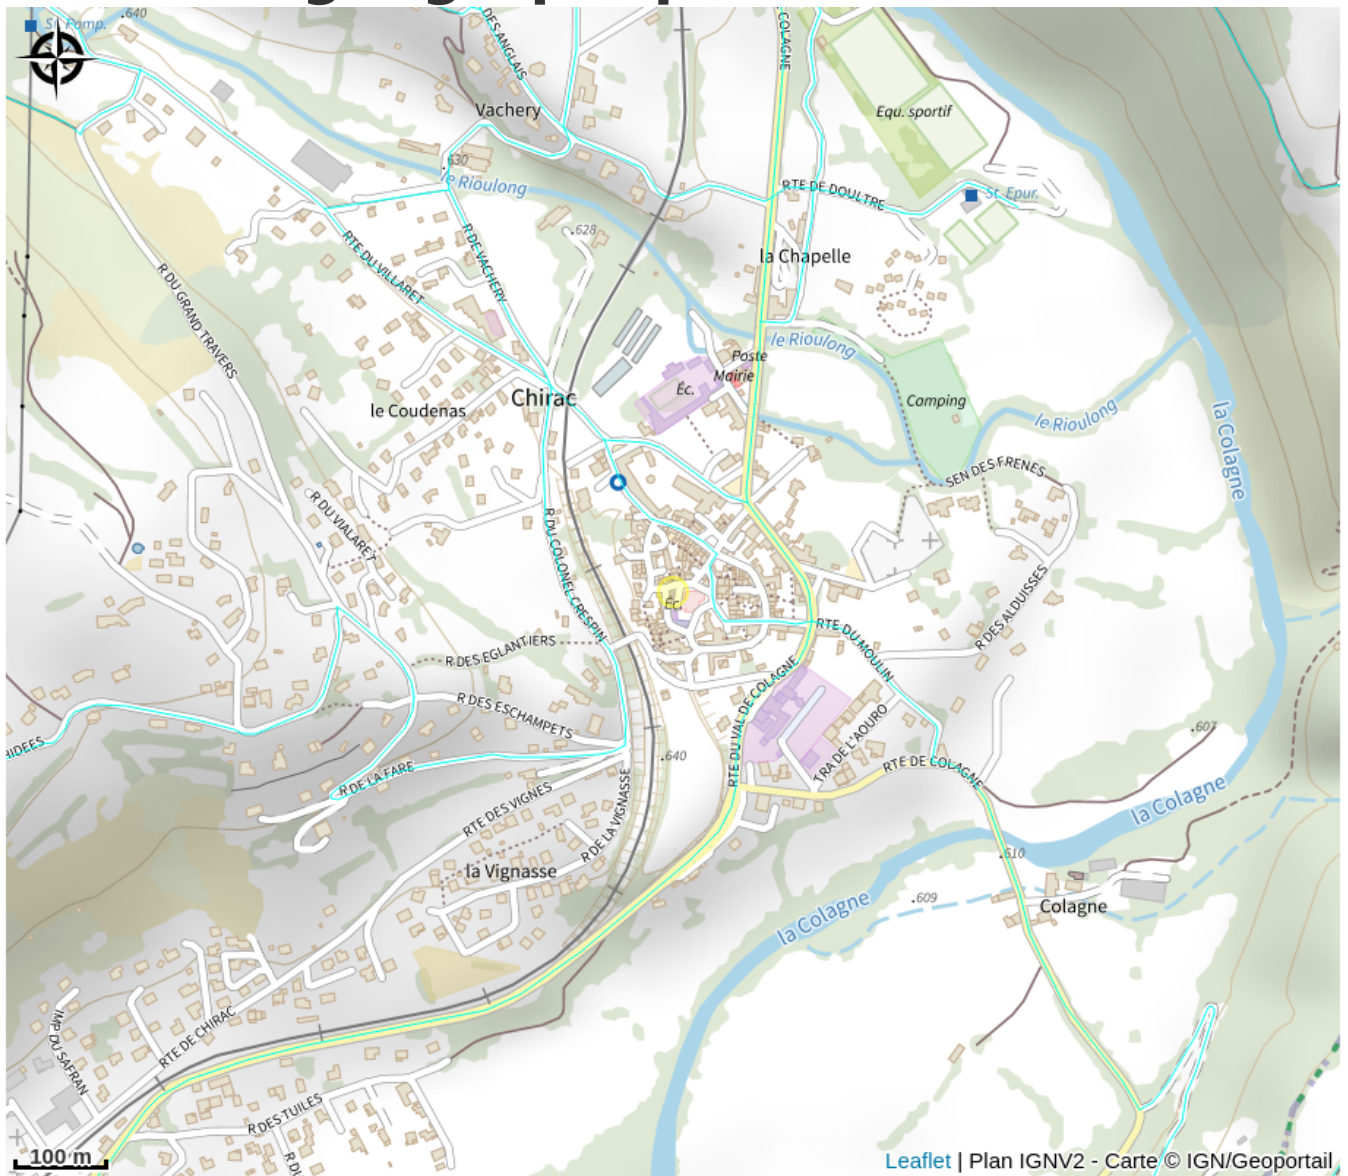 640
St. Pomp.
DES ANGLAIS
COLAGNE
Vachery
Equ. sportif
630
le Rioulong
RTE DE DOULTRE
St. Epur.
628
R DE VACHERY
RTE DU VILLARET
la Chapelle
R DU GRAND TRAVERS
le Rioulong
Poste
Mairie
Éc.
Chirac
le Coudenas
Camping
le Rioulong
la Colagne
SEN DES FRENES
R DU VIALARET
R DU COLONEL CRESPIN
Éc.
R DES ALDUISSES
RTE DU MOULIN
R DES EGLANTIERS
R DES ESCHAMPETS
RTE DU VAL DE COLAGNE
TRA DE L'AOURO
HIDEES
640
607
R DE LA FARE
RTE DE COLAGNE
RTE DES VIGNES
R DE LA VIGNASSE
la Colagne
610
la Vignasse
609
Colagne
la Colagne
IMP DU SAFRAN
RTE DE CHIRAC
R DES TUILES
R DU
100 m
Leaflet | Plan IGNV2 - Carte © IGN/Geoportail